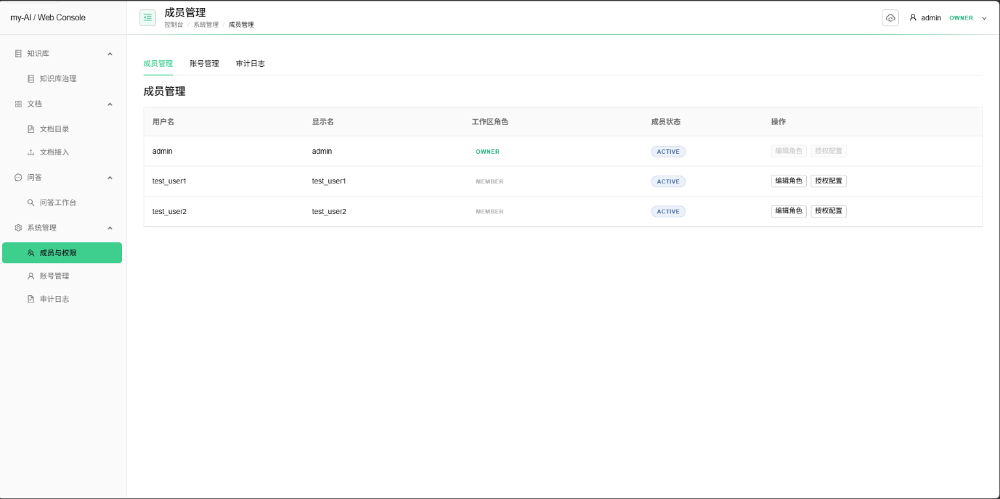 my-AI / Web Console
成员管理
控制台 / 系统管理 / 成员管理
admin OWNER
知识库
知识库治理
文档
文档目录
文档接入
问答
问答工作台
系统管理
成员与权限
账号管理
审计日志
成员管理 账号管理 审计日志
成员管理
用户名 显示名 工作区角色 成员状态 操作
admin admin OWNER ACTIVE 编辑角色 授权配置
test_user1 test_user1 MEMBER ACTIVE 编辑角色 授权配置
test_user2 test_user2 MEMBER ACTIVE 编辑角色 授权配置